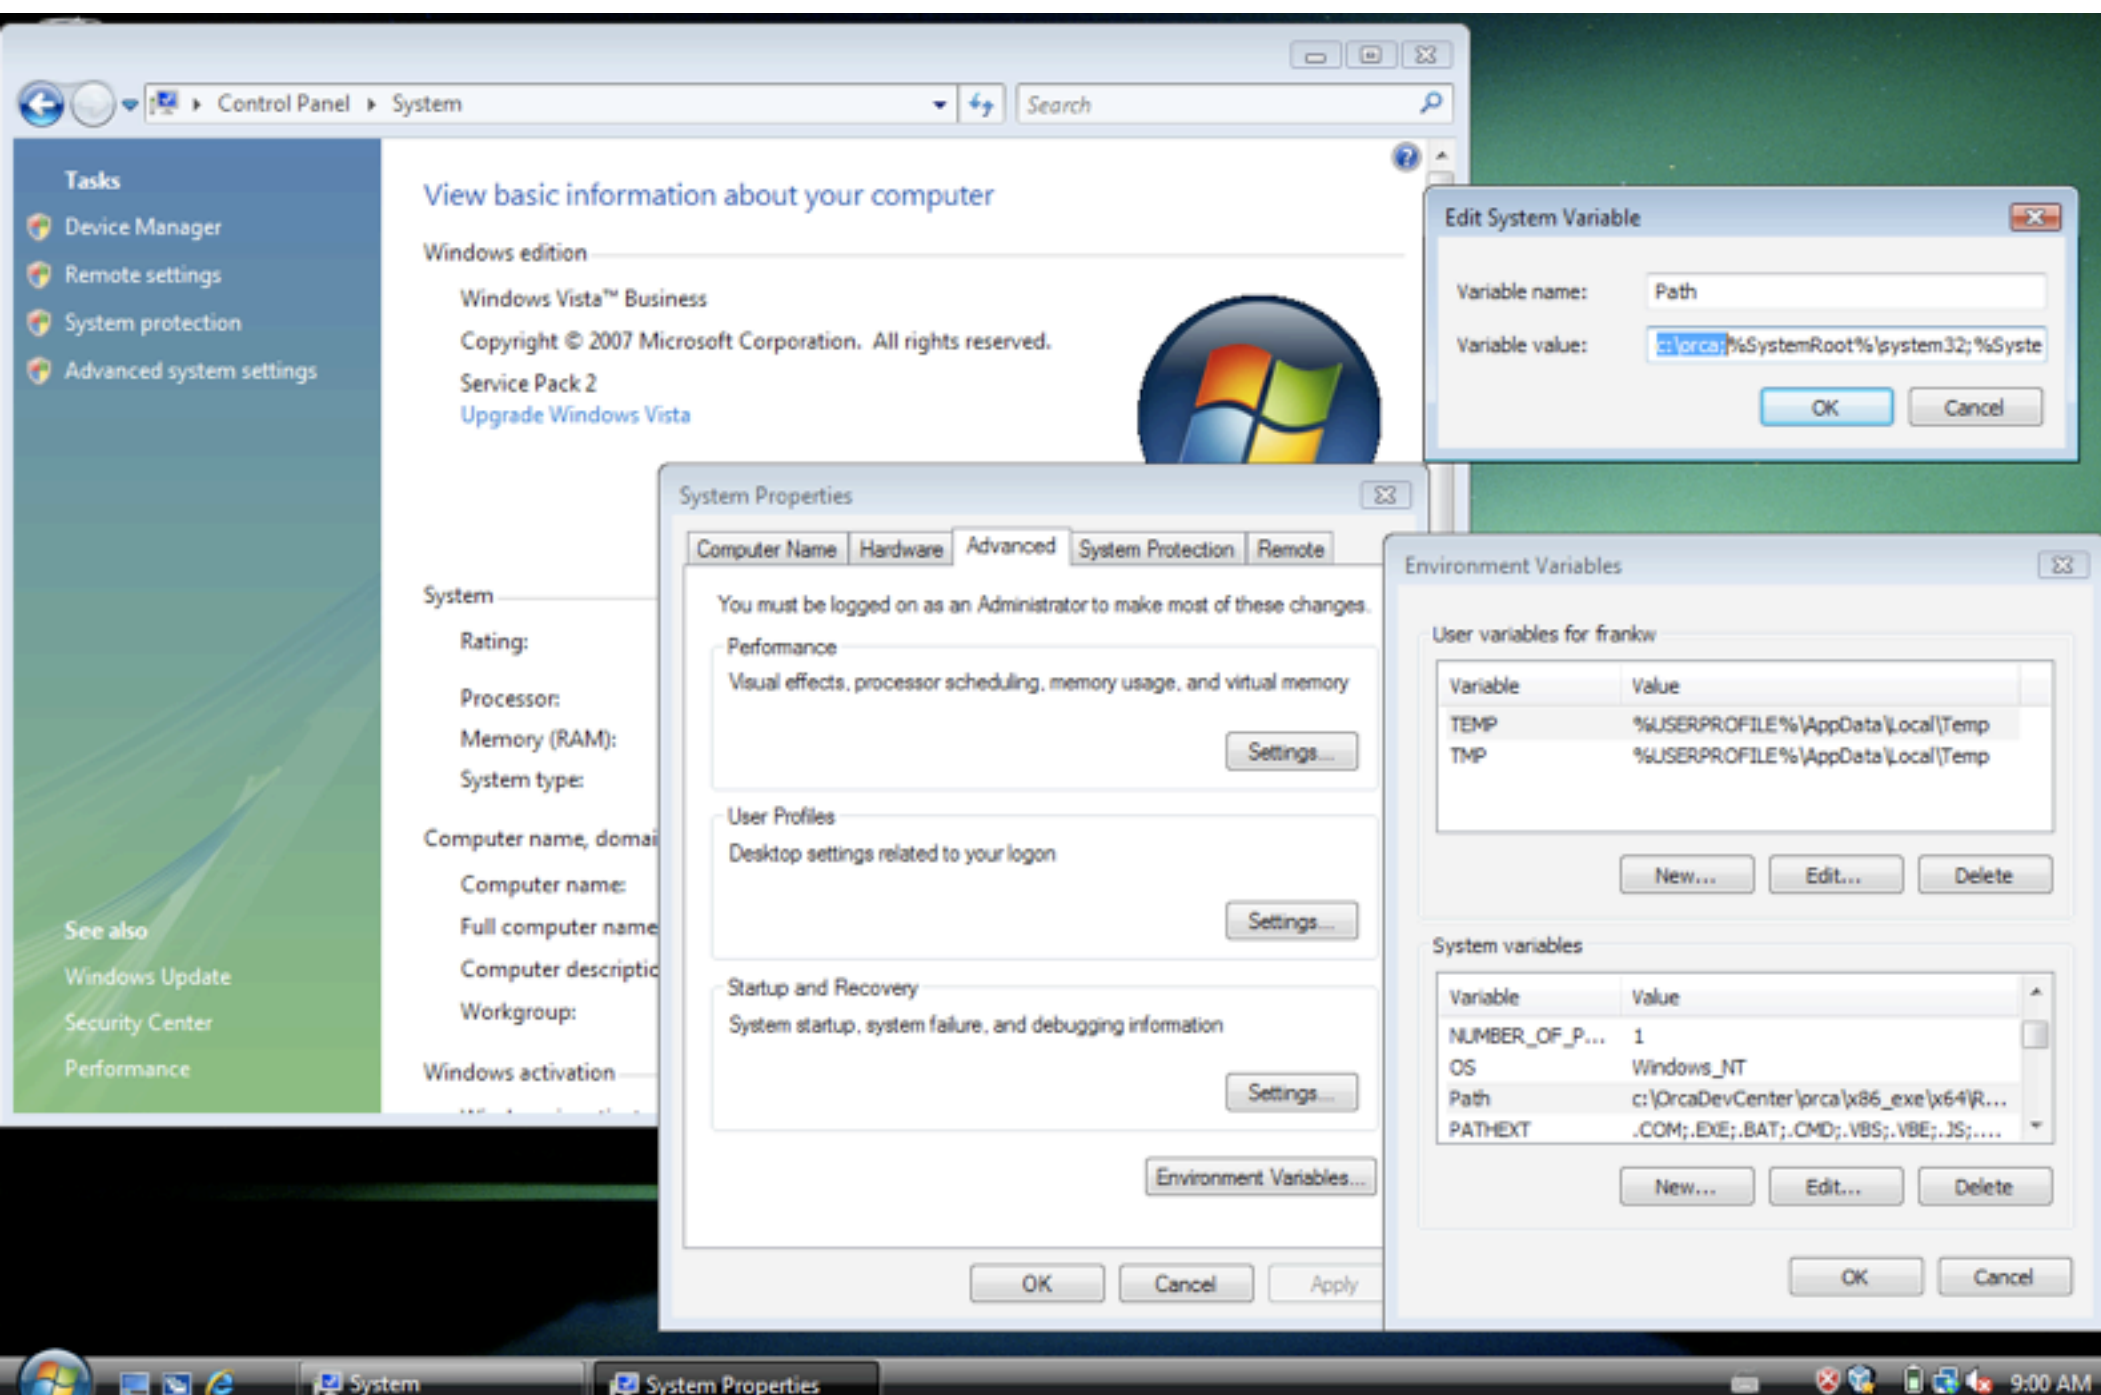 Control Panel
System
Search
Tasks
Device Manager
Remote settings
System protection
Advanced system settings
See also
Windows Update
Security Center
Performance
View basic information about your computer
Windows edition
Windows Vista™ Business
Copyright © 2007 Microsoft Corporation. All rights reserved.
Service Pack 2
Upgrade Windows Vista
System
Rating:
Processor:
Memory (RAM):
System type:
Computer name, domai
Computer name:
Full computer name
Computer descriptio
Workgroup:
Windows activation
Edit System Variable
Variable name: Path
Variable value: c:\orca;%SystemRoot%\system32;%Syste
OK Cancel
System Properties
Computer Name Hardware Advanced System Protection Remote
You must be logged on as an Administrator to make most of these changes.
Performance
Visual effects, processor scheduling, memory usage, and virtual memory
Settings...
User Profiles
Desktop settings related to your logon
Settings...
Startup and Recovery
System startup, system failure, and debugging information
Settings...
Environment Variables...
OK Cancel Apply
Environment Variables
User variables for frankw
Variable Value
TEMP %USERPROFILE%\AppData\Local\Temp
TMP %USERPROFILE%\AppData\Local\Temp
New... Edit... Delete
System variables
Variable Value
NUMBER_OF_P... 1
OS Windows_NT
Path c:\OrcaDevCenter\orca\x86_exe\x64\R...
PATHEXT .COM;.EXE;.BAT;.CMD;.VBS;.VBE;.JS;....
New... Edit... Delete
OK Cancel
System
System Properties
9:00 AM